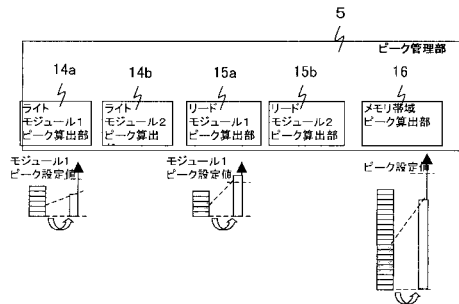 5
ピーク管理部
14a
14b
15a
15b
16
ライト
モジュール1
ピーク算出部
ライト
モジュール2
ピーク算出
リード
モジュール1
ピーク算出部
リード
モジュール2
ピーク算出部
メモリ帯域
ピーク算出部
モジュール1
ピーク設定値
モジュール1
ピーク設定値
ピーク設定値